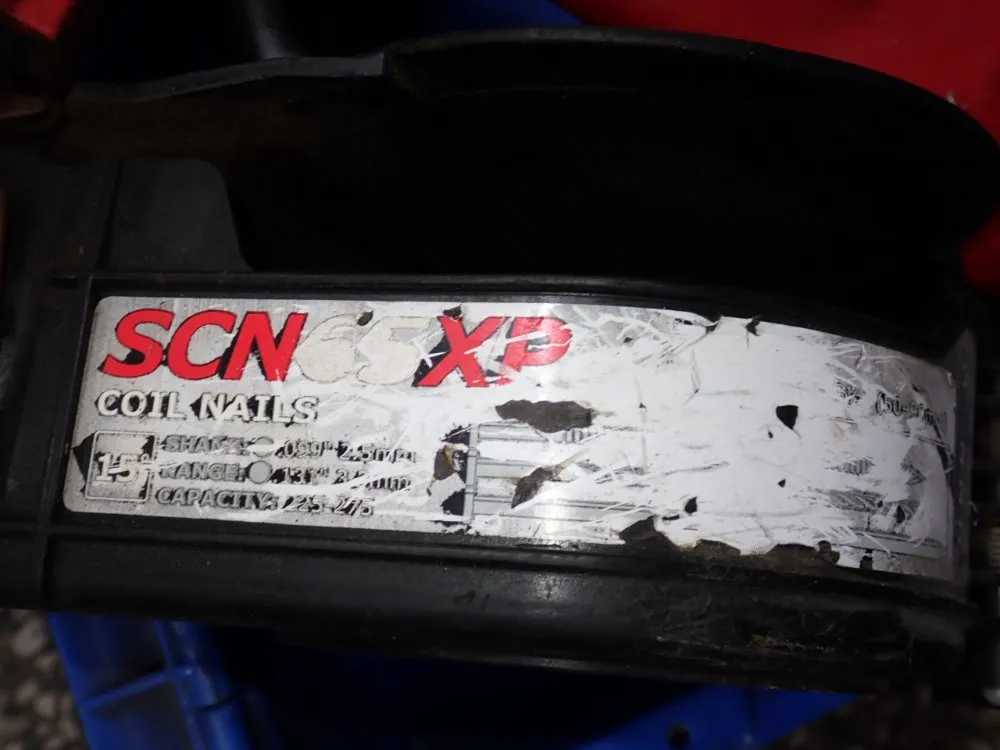 SCN65XP
COIL NAILS
15°
SHANK: .099" 2.5mm
RANGE: .131"
CAPACITY: 225-275